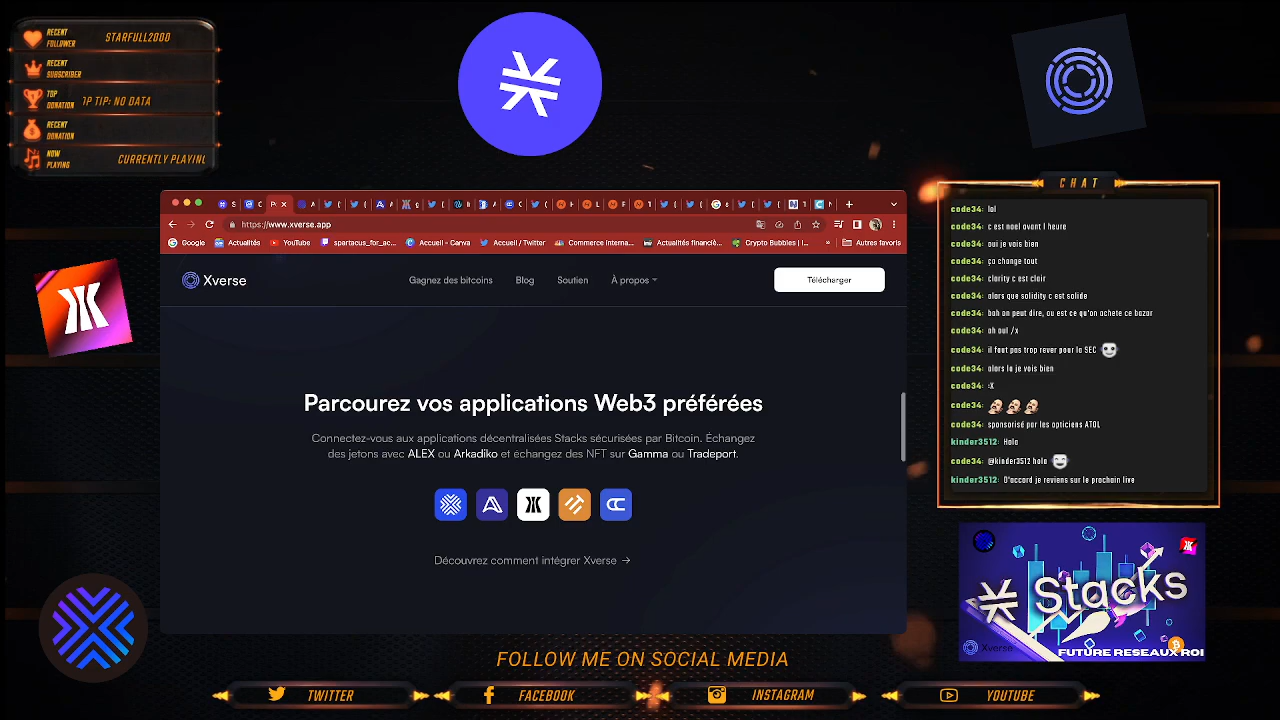 RECENT FOLLOWER
STARFULL2000
RECENT SUBSCRIBER
TOP DONATION
TOP TIP: NO DATA
RECENT DONATION
NOW PLAYING
CURRENTLY PLAYING
https://www.xverse.app
Google
Actualités
YouTube
spartacus_for_ac...
Accueil – Canva
Accueil / Twitter
Commerce Interna...
Actualités financiè...
Crypto Bubbles | I...
»
Autres favoris
Xverse
Gagnez des bitcoins
Blog
Soutien
À propos
Télécharger
Parcourez vos applications Web3 préférées
Connectez-vous aux applications décentralisées Stacks sécurisées par Bitcoin. Échangez
des jetons avec ALEX ou Arkadiko et échangez des NFT sur Gamma ou Tradeport.
Découvrez comment intégrer Xverse →
CHAT
code34: lol
code34: c est noel avant l heure
code34: oui je vois bien
code34: ça change tout
code34: clarity c est clair
code34: alors que solidity c est solide
code34: bah on peut dire, ou est ce qu'on achete ce bazar
code34: ah oui /x
code34: il faut pas trop rever pour la SEC
code34: alors la je vois bien
code34: :X
code34:
code34: sponsorisé par les opticiens ATOL
kinder3512: Hola
code34: @kinder3512 hola
kinder3512: D'accord je reviens sur le prochain live
Stacks
Xverse
FUTURE RESEAUX ROI
FOLLOW ME ON SOCIAL MEDIA
TWITTER
FACEBOOK
INSTAGRAM
YOUTUBE